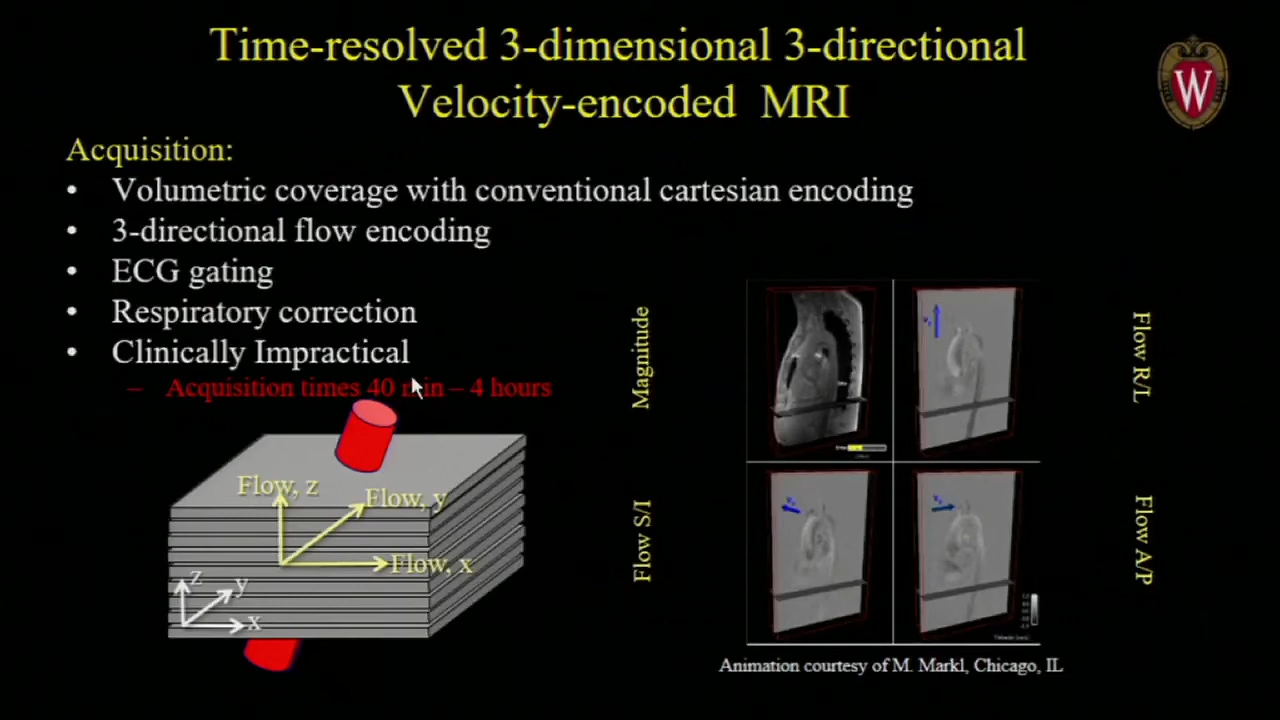 Time-resolved 3-dimensional 3-directional
Velocity-encoded MRI
W
Acquisition:
• Volumetric coverage with conventional cartesian encoding
• 3-directional flow encoding
• ECG gating
• Respiratory correction
• Clinically Impractical
– Acquisition times 40 min – 4 hours
Flow, z
Flow, y
Flow, x
z
y
x
Magnitude
Flow R/L
Flow S/I
Flow A/P
Animation courtesy of M. Markl, Chicago, IL